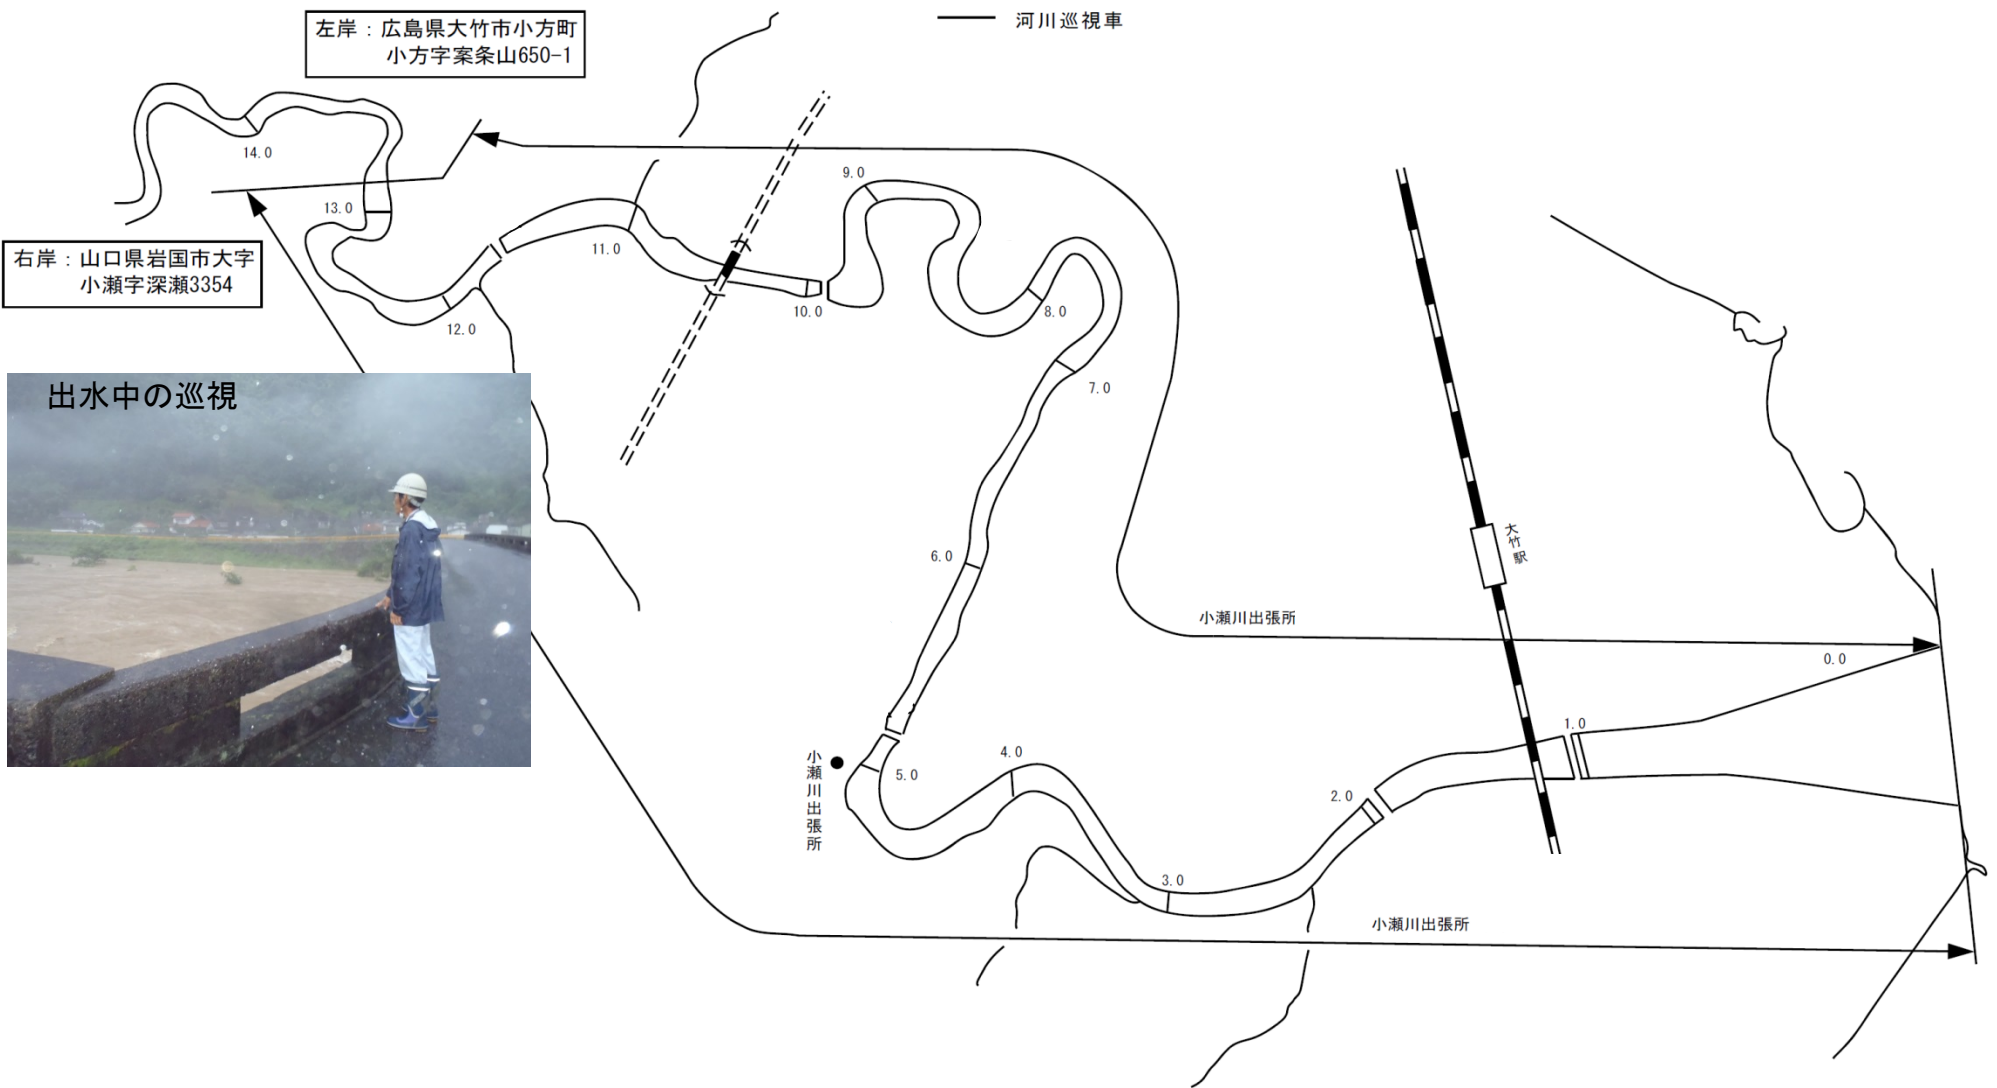 左岸：広島県大竹市小方町
小方字案条山650-1
河川巡視車
14.0
13.0
右岸：山口県岩国市大字
小瀬字深瀬3354
12.0
11.0
10.0
9.0
8.0
7.0
出水中の巡視
6.0
大竹駅
小瀬川出張所
0.0
1.0
小瀬川出張所
5.0
4.0
2.0
3.0
小瀬川出張所